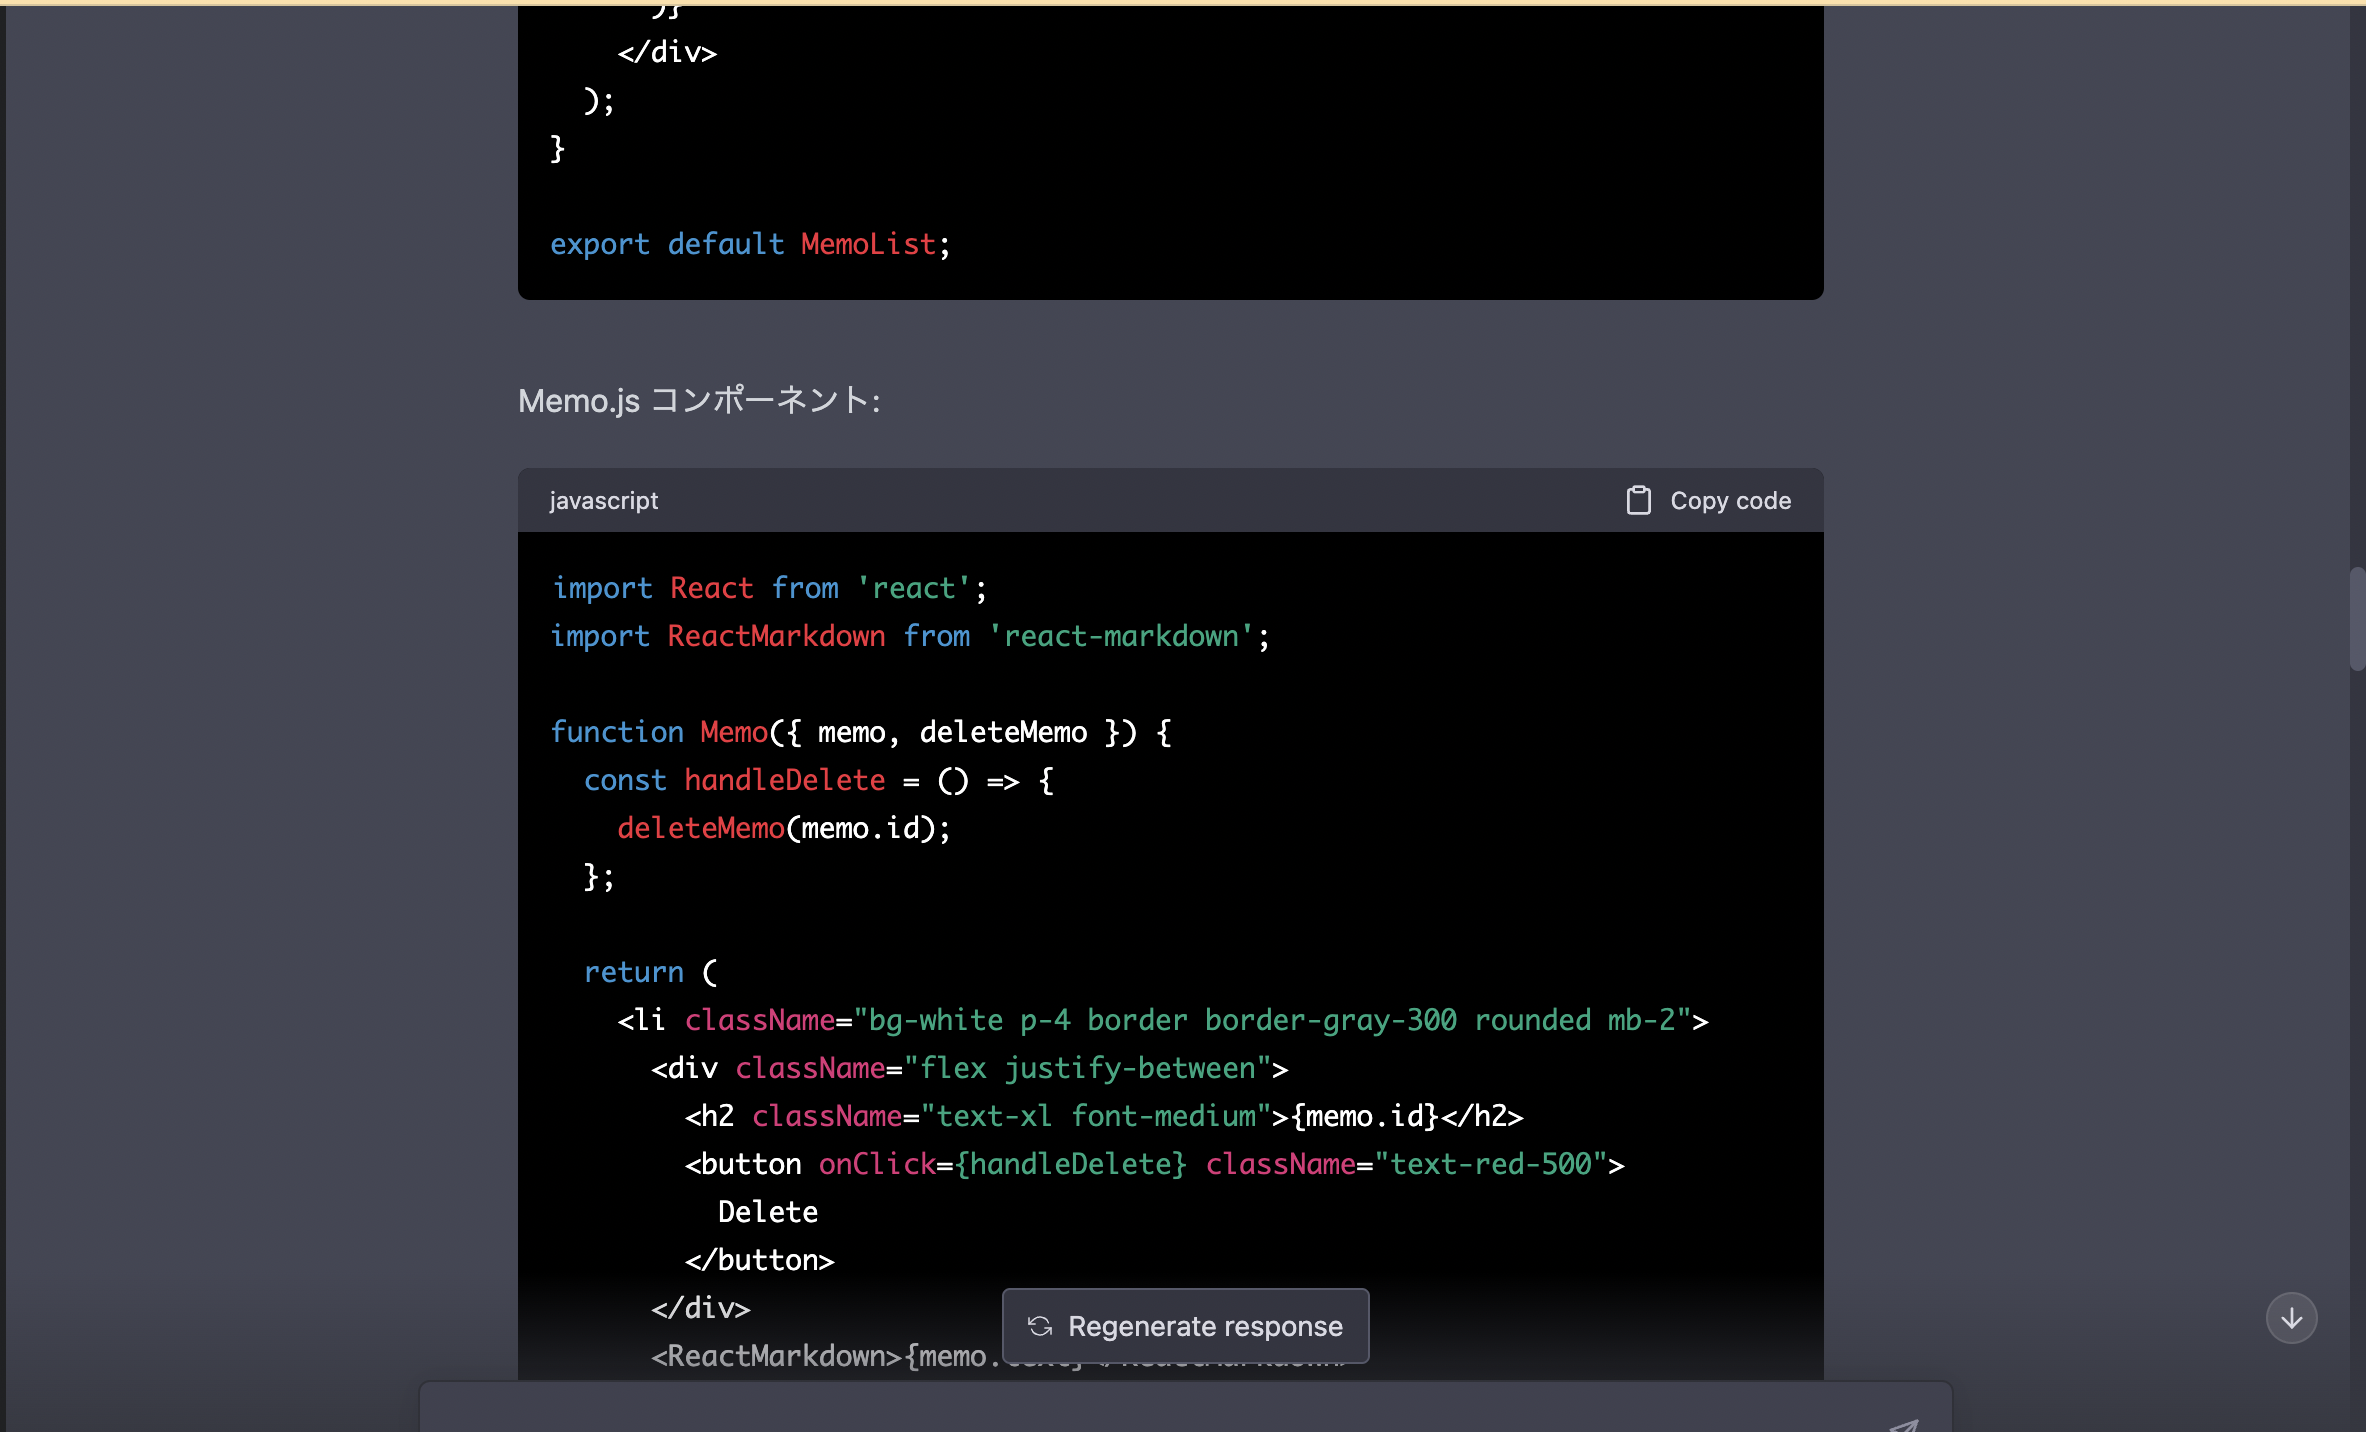 </div>
);
}
export default MemoList;
Memo.js コンポーネント:
javascript
Copy code
import React from 'react';
import ReactMarkdown from 'react-markdown';
function Memo({ memo, deleteMemo }) {
const handleDelete = () => {
deleteMemo(memo.id);
};
return (
<li className="bg-white p-4 border border-gray-300 rounded mb-2">
<div className="flex justify-between">
<h2 className="text-xl font-medium">{memo.id}</h2>
<button onClick={handleDelete} className="text-red-500">
Delete
</button>
</div>
<ReactMarkdown>{memo.
Regenerate response